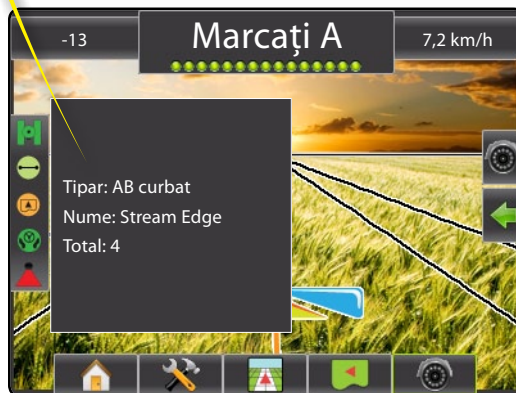 -13
Marcați A
7,2 km/h
Tipar: AB curbat
Nume: Stream Edge
Total: 4